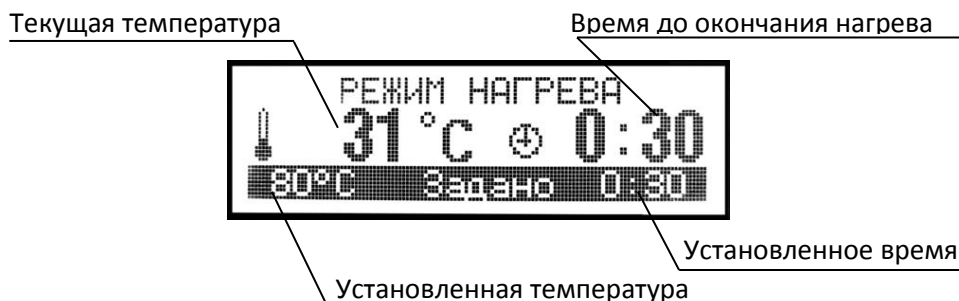 Текущая температура
Время до окончания нагрева
РЕЖИМ НАГРЕВА
31 °C 0:30
80°C Задано 0:30
Установленное время
Установленная температура